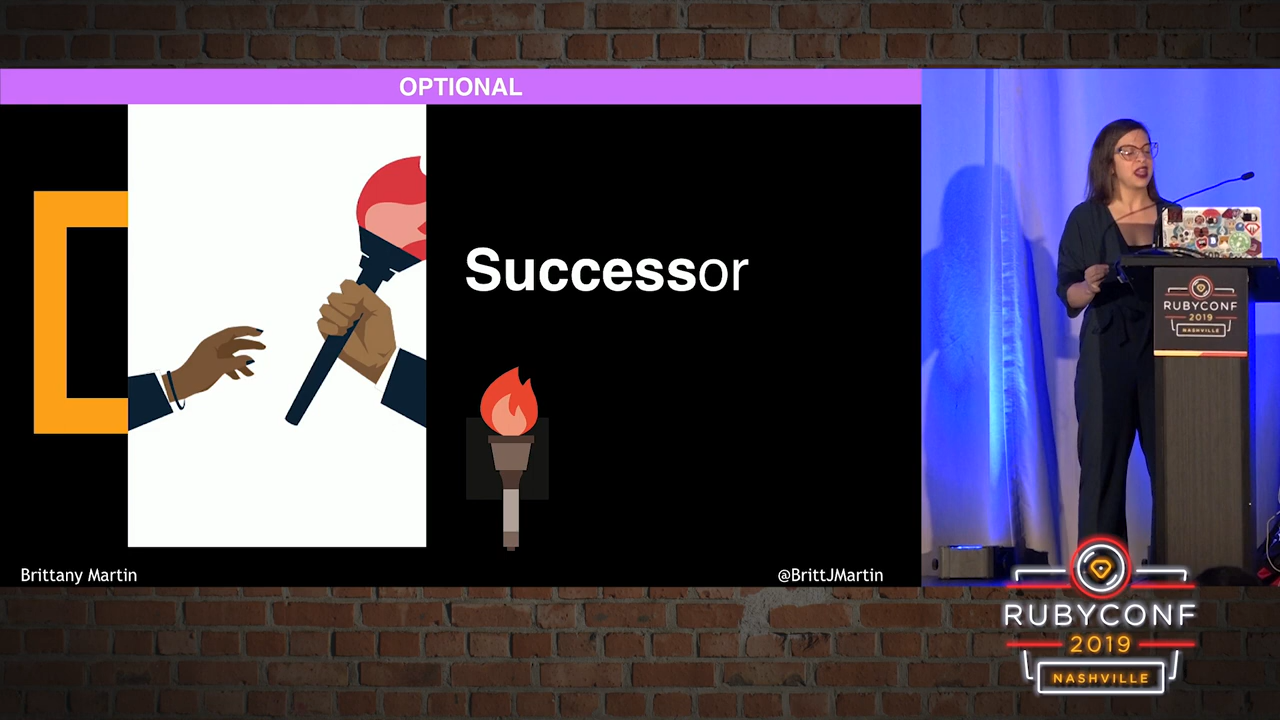 OPTIONAL
Successor
Brittany Martin
@BrittJMartin
RUBYCONF
2019
NASHVILLE
RUBYCONF
2019
NASHVILLE